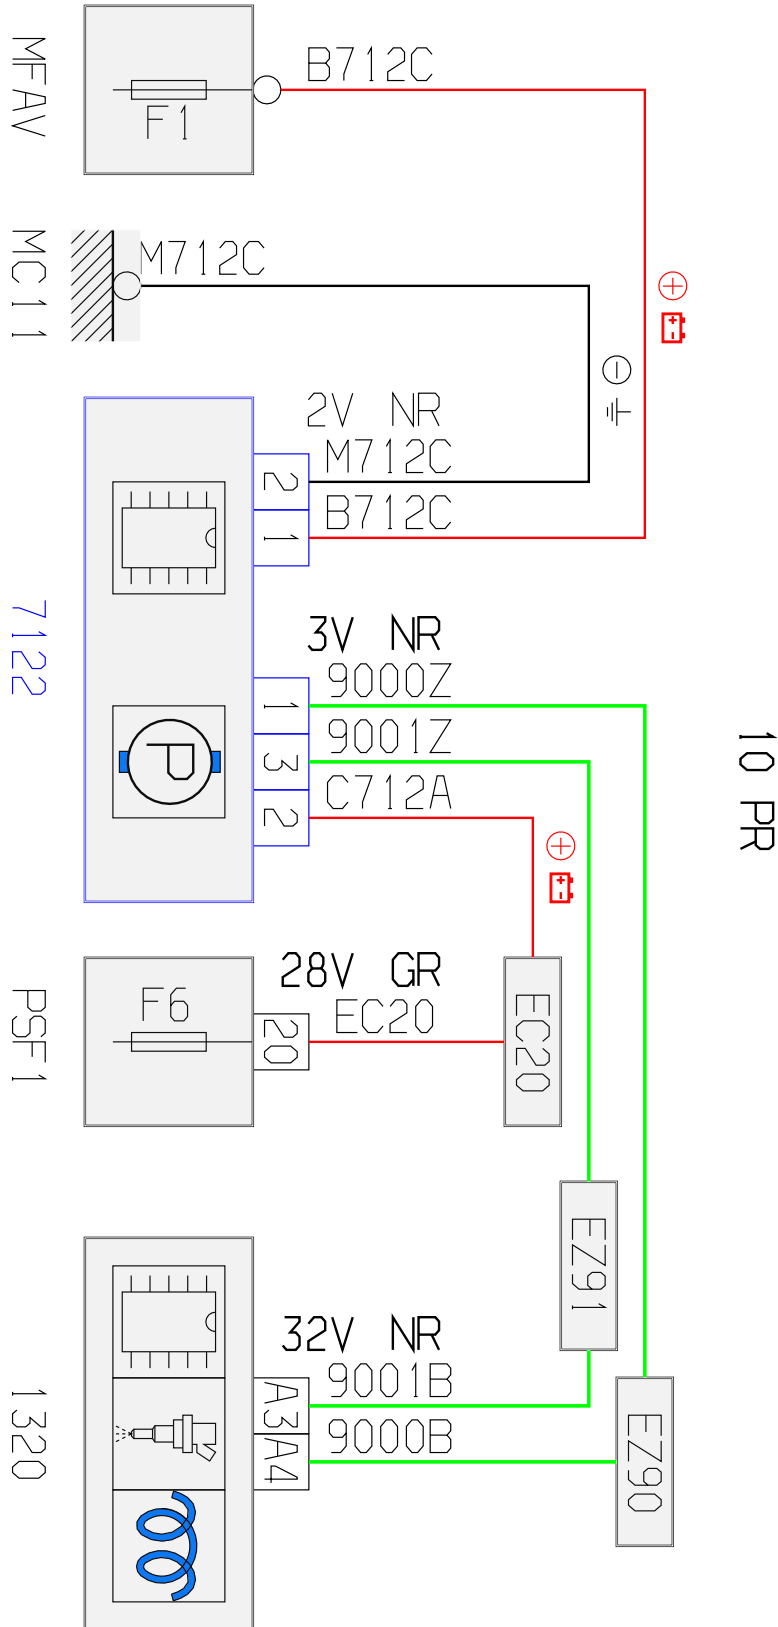 B712C
F1
MFAV
M712C
MC11
2V NR
M712C
2
B712C
1
7122
3V NR
9000Z
1
9001Z
3
P
C712A
2
10 PR
28V GR
F6
EC20
20
EC20
PSF1
EZ91
32V NR
9001B
A3
9000B
A4
EZ90
1320